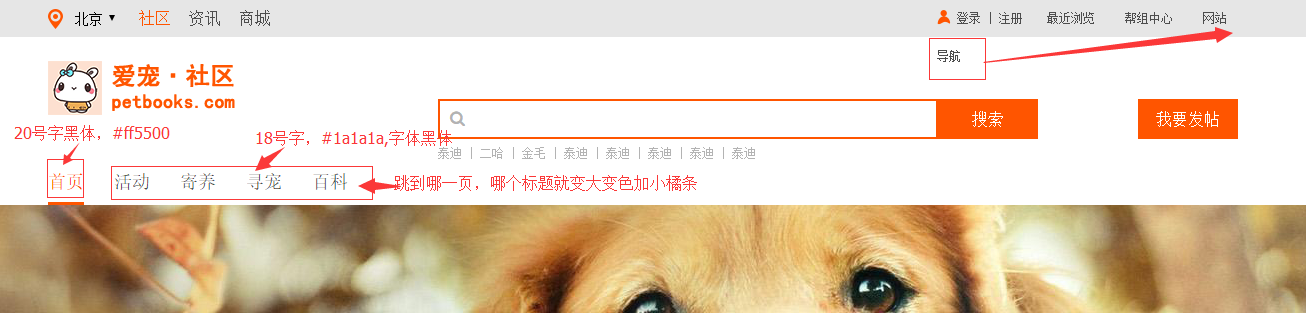 北京 ▼ 社区 资讯 商城 登录 | 注册 最近浏览 帮组中心 网站
导航
爱宠·社区
petbooks.com
搜索 我要发帖
20号字黑体，#ff5500
18号字，#1a1a1a,字体黑体
泰迪 | 二哈 | 金毛 | 泰迪 | 泰迪 | 泰迪 | 泰迪 | 泰迪
首页 活动 寄养 寻宠 百科
跳到哪一页，哪个标题就变大变色加小橘条